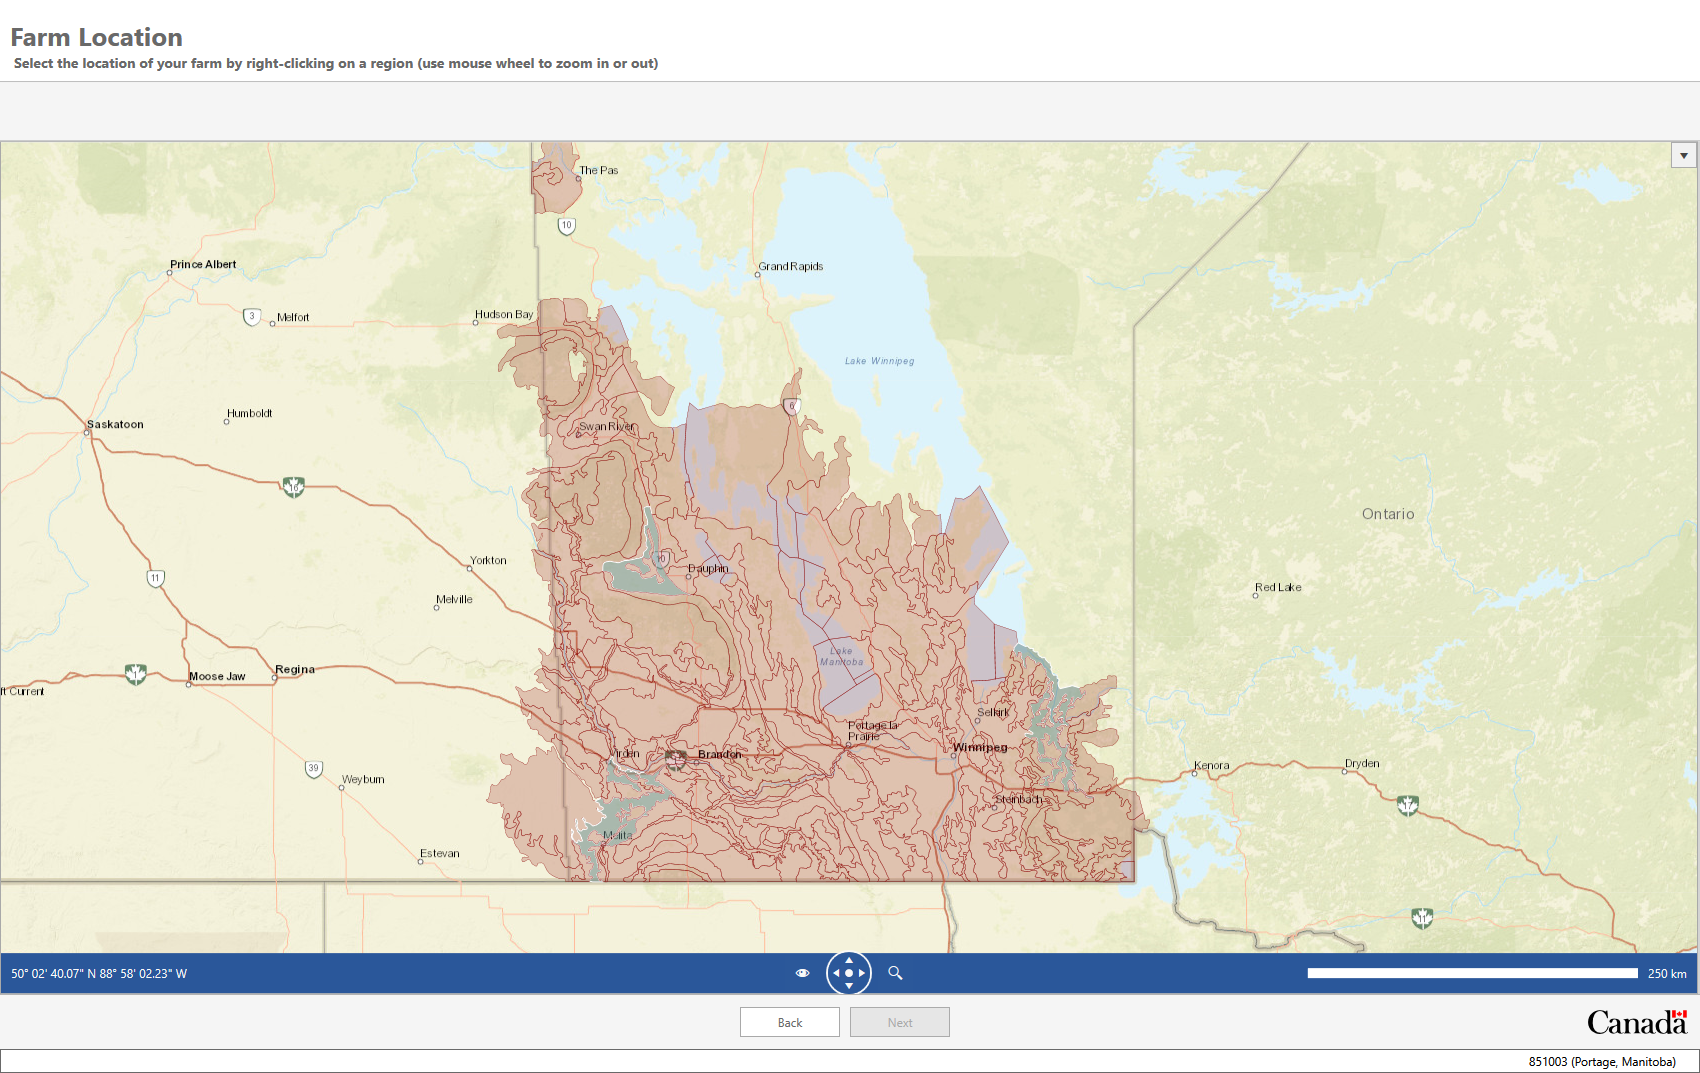 Farm Location
Select the location of your farm by right-clicking on a region (use mouse wheel to zoom in or out)
The Pas
10
Prince Albert
Grand Rapids
3
Melfort
Hudson Bay
Lake Winnipeg
6
Humboldt
Saskatoon
Swan River
16
Ontario
10
Yorkton
Dauphin
11
Red Lake
Melville
Lake
Manitoba
1
Regina
Moose Jaw
ft Current
Selkirk
Portage la
Prairie
Winnipeg
Virden
Brandon
39
Kenora
Dryden
Weyburn
Steinbach
17
Melita
Estevan
11
50° 02' 40.07" N 88° 58' 02.23" W
250 km
Back
Next
Canada
851003 (Portage, Manitoba)